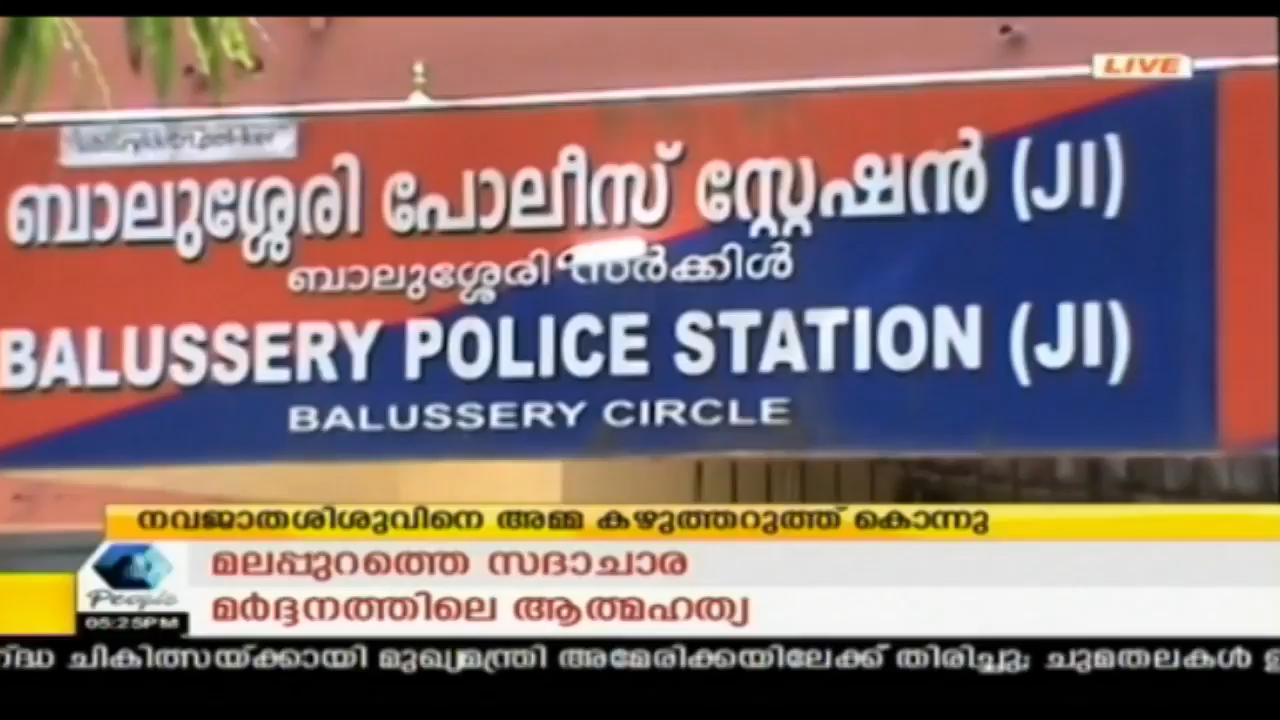 LIVE
ബാലുശ്ശേരി പോലീസ് സ്റ്റേഷൻ (JI)
ബാലുശ്ശേരി സർക്കിൾ
BALUSSERY POLICE STATION (JI)
BALUSSERY CIRCLE
നവജാതശിശുവിനെ അമ്മ കഴുത്തറുത്ത് കൊന്നു
മലപ്പുറത്തെ സദാചാര
മർദ്ദനത്തിലെ ആത്മഹത്യ
People
05:25PM
ചികിത്സയ്ക്കായി മുഖ്യമന്ത്രി അമേരിക്കയിലേക്ക് തിരിച്ചു; ചുമതലകൾ